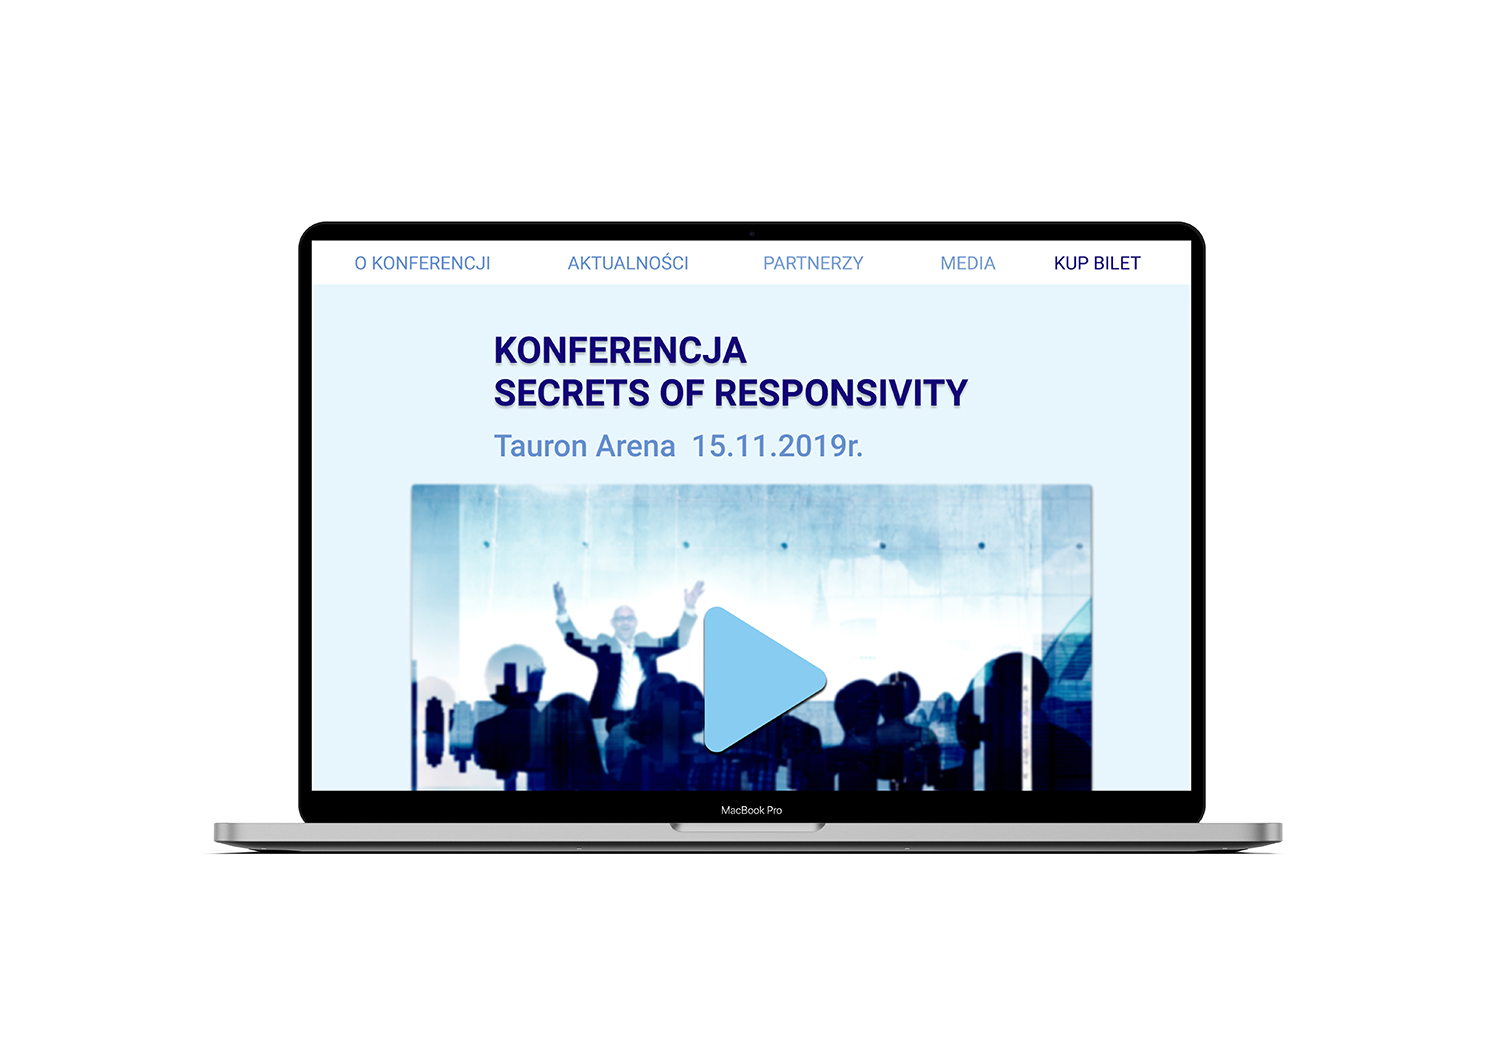 O KONFERENCJI AKTUALNOŚCI PARTNERZY MEDIA KUP BILET
KONFERENCJA
SECRETS OF RESPONSIVITY
Tauron Arena 15.11.2019r.
MacBook Pro